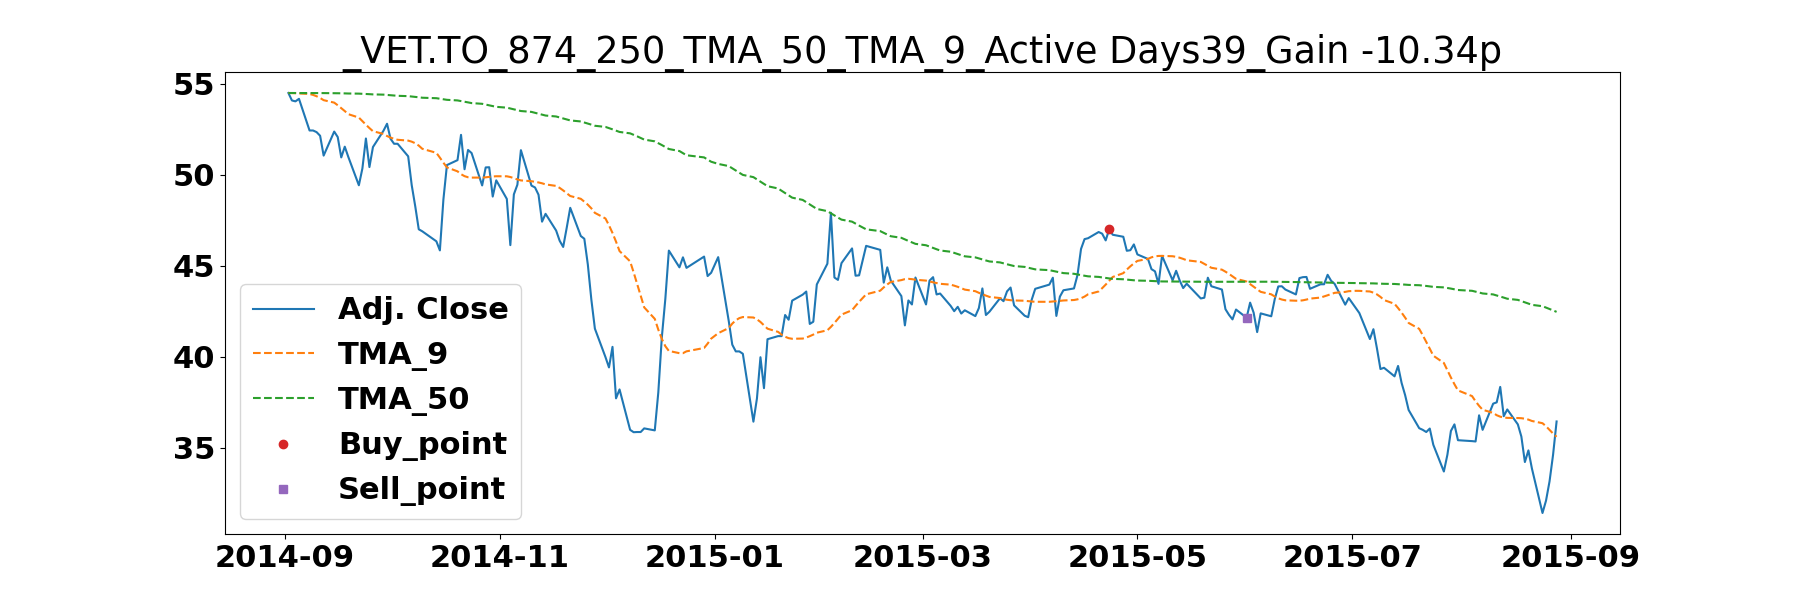 _VET.TO_874_250_TMA_50_TMA_9_Active Days39_Gain -10.34p
55
50
45
40
35
Adj. Close
TMA_9
TMA_50
Buy_point
Sell_point
2014-09 2014-11 2015-01 2015-03 2015-05 2015-07 2015-09